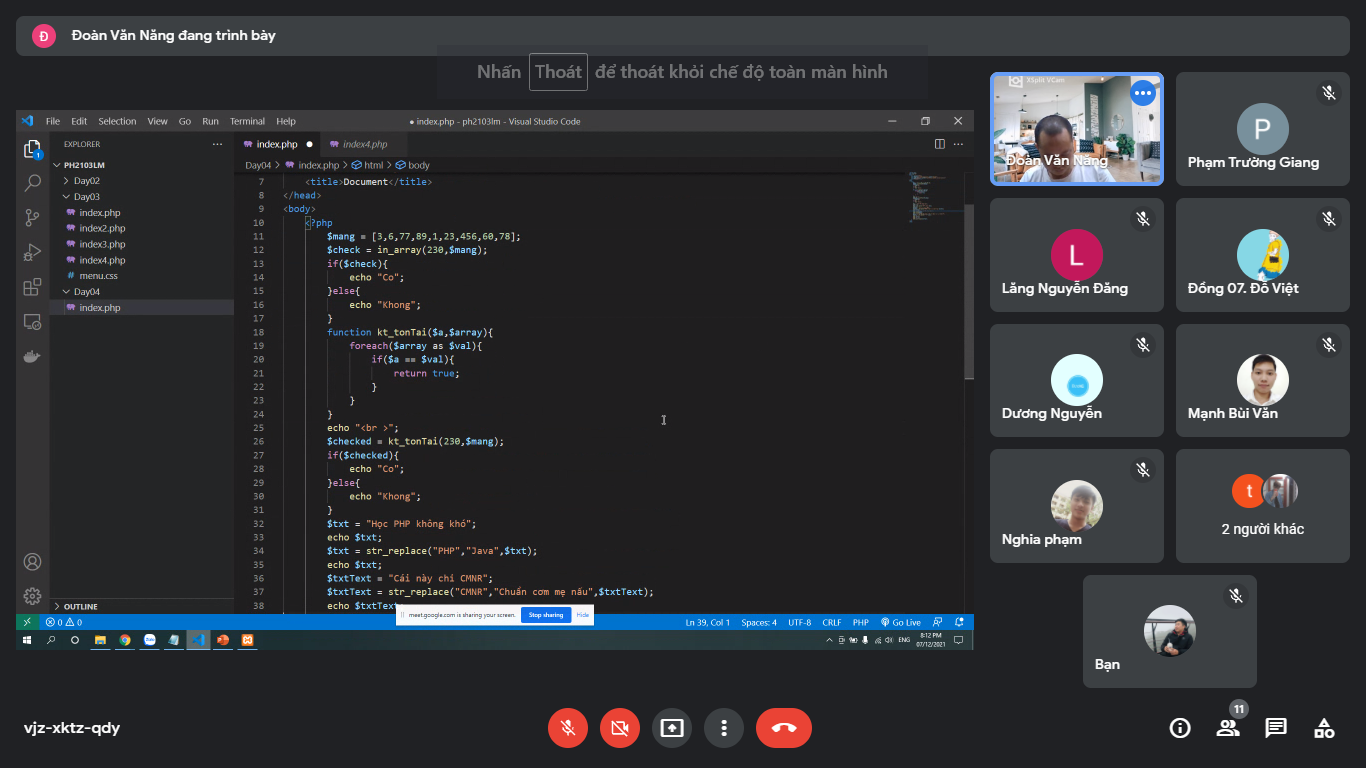 Đ Đoàn Văn Năng đang trình bày
Nhấn Thoát để thoát khỏi chế độ toàn màn hình
File Edit Selection View Go Run Terminal Help
● index.php - ph2103lm - Visual Studio Code
EXPLORER
PH2103LM
Day02
Day03
index.php
index2.php
index3.php
index4.php
# menu.css
Day04
index.php
OUTLINE
1
index.php
index4.php
Day04 > index.php > html > body
7 <title>Document</title>
8 </head>
9 <body>
10 <?php
11 $mang = [3,6,77,89,1,23,456,60,78];
12 $check = in_array(230,$mang);
13 if($check){
14 echo "Co";
15 }else{
16 echo "Khong";
17 }
18 function kt_tonTai($a,$array){
19 foreach($array as $val){
20 if($a == $val){
21 return true;
22 }
23 }
24 }
25 echo "<br >";
26 $checked = kt_tonTai(230,$mang);
27 if($checked){
28 echo "Co";
29 }else{
30 echo "Khong";
31 }
32 $txt = "Học PHP không khó";
33 echo $txt;
34 $txt = str_replace("PHP","Java",$txt);
35 echo $txt;
36 $txtText = "Cái này chỉ CMNR";
37 $txtText = str_replace("CMNR","Chuẩn cơm mẹ nấu",$txtText);
38 echo $txtText
meet.google.com is sharing your screen. Stop sharing Hide
0 0
Ln 39, Col 1 Spaces: 4 UTF-8 CRLF PHP Go Live
Zalo
ENG
8:12 PM
07/12/2021
XSplit VCam
Đoàn Văn Năng
P
Phạm Trường Giang
L
Lăng Nguyễn Đăng
Đồng 07. Đỗ Việt
Dương Nguyễn
Mạnh Bùi Văn
Nghia phạm
t
2 người khác
Bạn
vjz-xktz-qdy
11